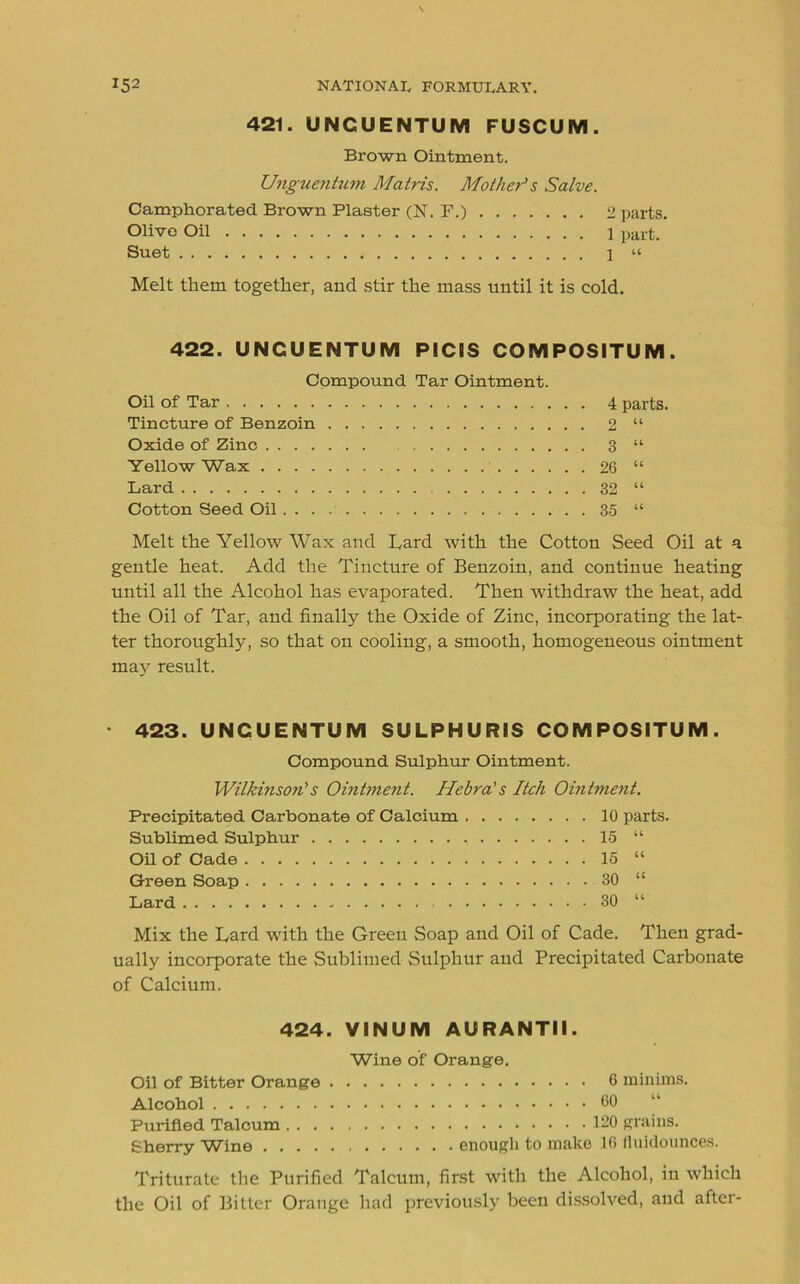 152 NATIONAL FORMULARY.
421. UNGUENTUM FUSCUM.
Brown Ointment.
Unguentum Matris. Mother's Salve.
Camphorated Brown Plaster (N. F.) . . . . . . . 2 parts.
Olive Oil . . . . . . . . . . . . . . . . . . . . . . . 1 part.
Suet . . . . . . . . . . . . . . . . . . . . . . . . . . 1 “
Melt them together, and stir the mass until it is cold.
422. UNGUENTUM PICIS COMPOSITUM.
Compound Tar Ointment.
Oil of Tar . . . . . . . . . . . . . . . . . . . . . . . 4 parts.
Tincture of Benzoin . . . . . . . . . . . . . . . . . 2 “
Oxide of Zinc . . . . . . . . . . . . . . . . . . . 3 “
Yellow Wax . . . . . . . . . . . . . . . . . . . . . 26 “
Lard . . . . . . . . . . . . . . . . . . . . . . . . . . 32 “
Cotton Seed Oil . . . . . . . . . . . . . . . . . . . . 35 “
Melt the Yellow Wax and Lard with the Cotton Seed Oil at a
gentle heat. Add the Tincture of Benzoin, and continue heating
until all the Alcohol has evaporated. Then withdraw the heat, add
the Oil of Tar, and finally the Oxide of Zinc, incorporating the lat-
ter thoroughly, so that on cooling, a smooth, homogeneous ointment
may result.
423. UNGUENTUM SULPHURIS COMPOSITUM.
Compound Sulphur Ointment.
Wilkinson's Ointment. Hebra's Itch Ointment.
Precipitated Carbonate of Calcium . . . . . . . . 10 parts.
Sublimed Sulphur . . . . . . . . . . . . . . . . . . 15 “
Oil of Cade . . . . . . . . . . . . . . . . . . . . . . 15 “
Green Soap . . . . . . . . . . . . . . . . . . . . . . 30 “
Lard . . . . . . . . . . . . . . . . . . . . . . . . . . 30 “
Mix the Lard with the Green Soap and Oil of Cade. Then grad-
ually incorporate the Sublimed Sulphur and Precipitated Carbonate
of Calcium.
424. VINUM AURANTII.
Wine of Orange.
Oil of Bitter Orange . . . . . . . . . . . . . . . . . 6 minims.
Alcohol . . . . . . . . . . . . . . . . . . . . . . . . 60 “
Purified Talcum . . . . . . . . . . . . . . . . . . . . 120 grains.
Sherry Wine . . . . . . . . . . . . . enough to make 16 fluidounces.
Triturate the Purified Talcum, first with the Alcohol, in which
the Oil of Bitter Orange had previously been dissolved, and after-